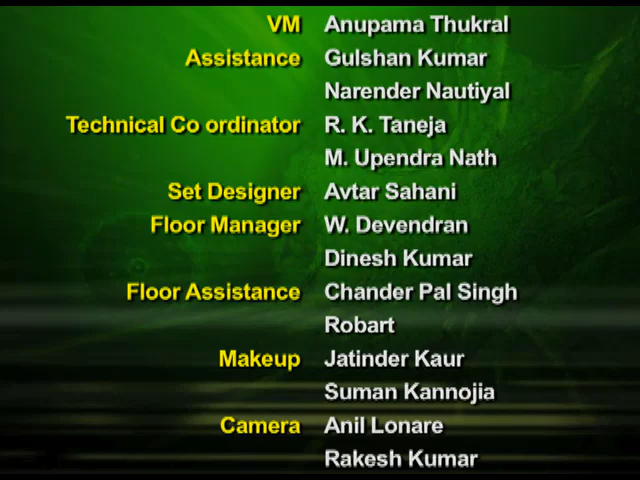 VM Anupama Thukral
Assistance Gulshan Kumar
Narender Nautiyal
Technical Co ordinator R. K. Taneja
M. Upendra Nath
Set Designer Avtar Sahani
Floor Manager W. Devendran
Dinesh Kumar
Floor Assistance Chander Pal Singh
Robart
Makeup Jatinder Kaur
Suman Kannojia
Camera Anil Lonare
Rakesh Kumar